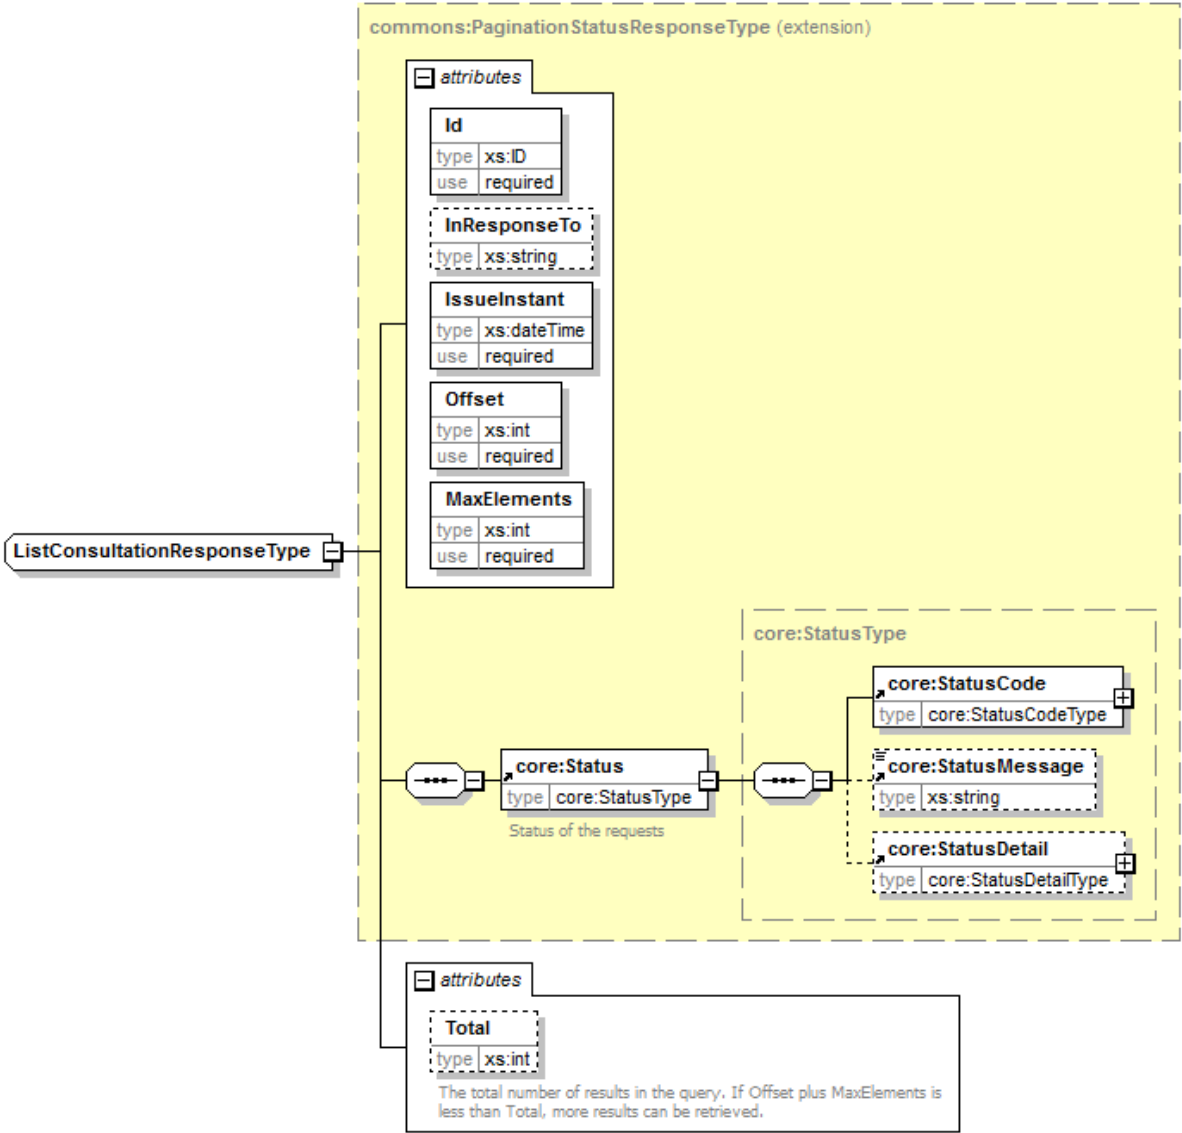 commons:PaginationStatusResponseType (extension)
attributes
Id
type xs:ID
use required
InResponseTo
type xs:string
IssueInstant
type xs:dateTime
use required
Offset
type xs:int
use required
MaxElements
type xs:int
use required
ListConsultationResponseType
core:StatusType
core:StatusCode
type core:StatusCodeType
core:Status
type core:StatusType
Status of the requests
core:StatusMessage
type xs:string
core:StatusDetail
type core:StatusDetailType
attributes
Total
type xs:int
The total number of results in the query. If Offset plus MaxElements is
less than Total, more results can be retrieved.